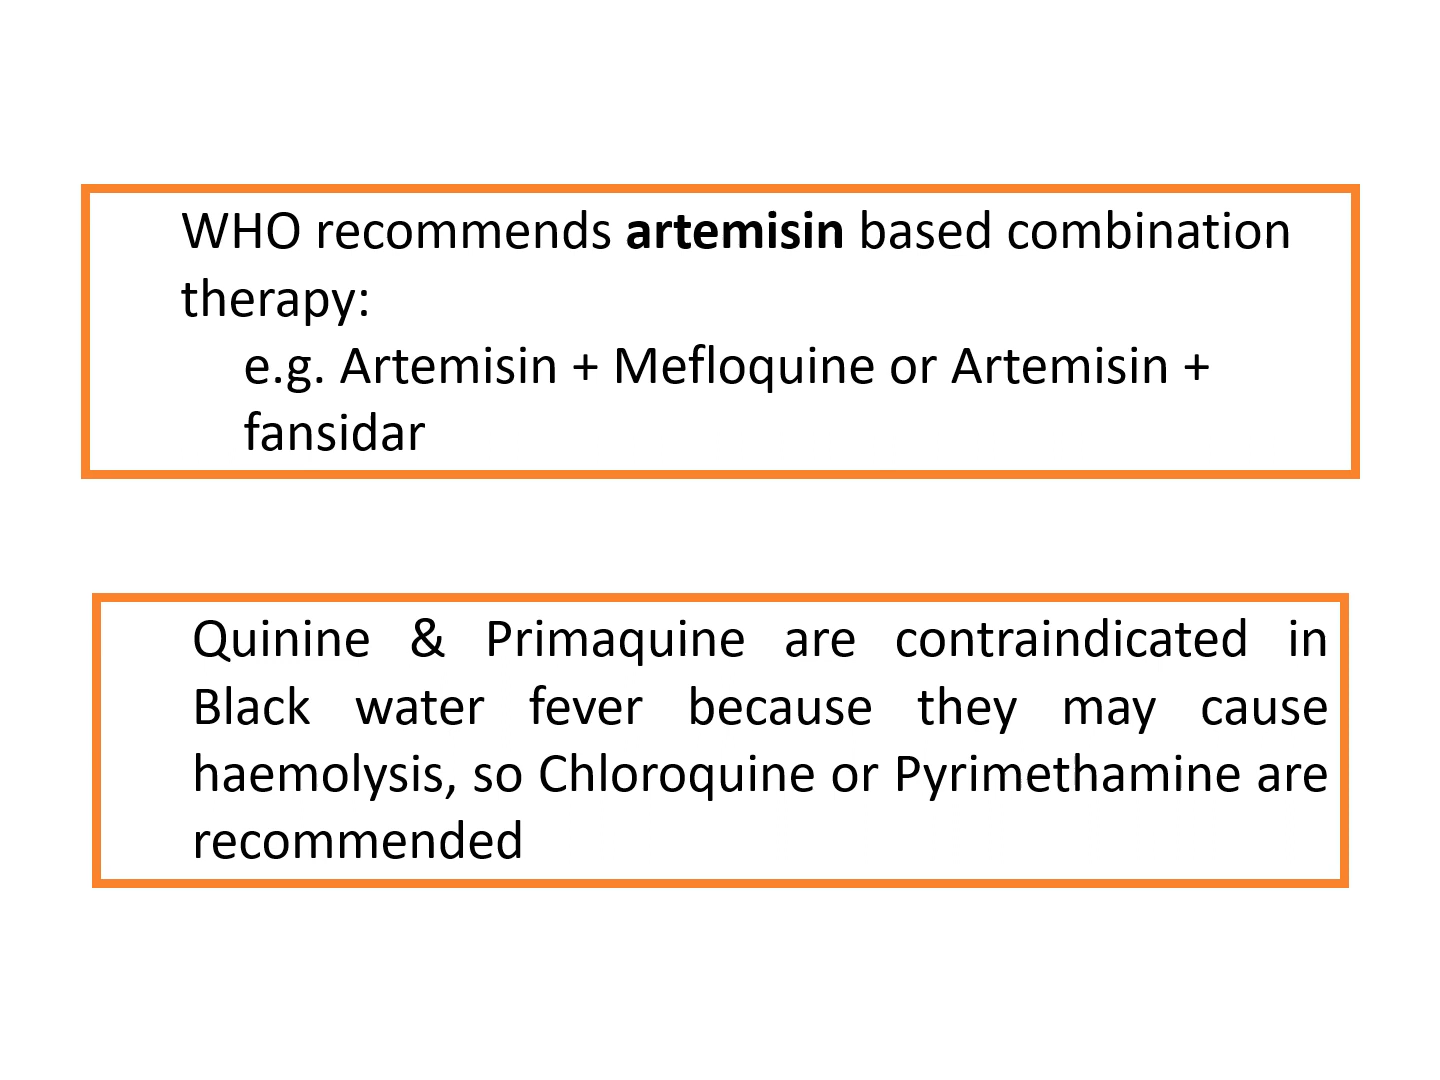 WHO recommends artemisin based combination
therapy:
e.g. Artemisin + Mefloquine or Artemisin +
fansidar
Quinine & Primaquine are contraindicated in
Black water fever because they may cause
haemolysis, so Chloroquine or Pyrimethamine are
recommended